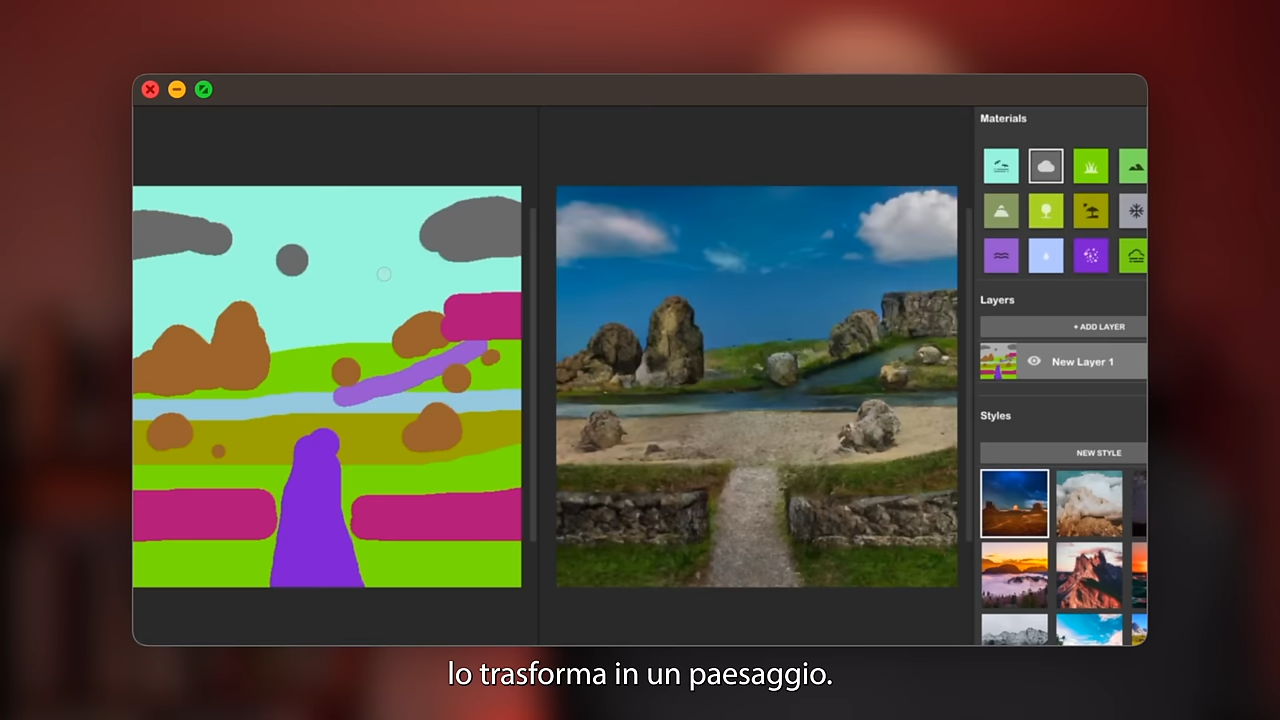 Materials
Layers
+ ADD LAYER
New Layer 1
Styles
NEW STYLE
lo trasforma in un paesaggio.